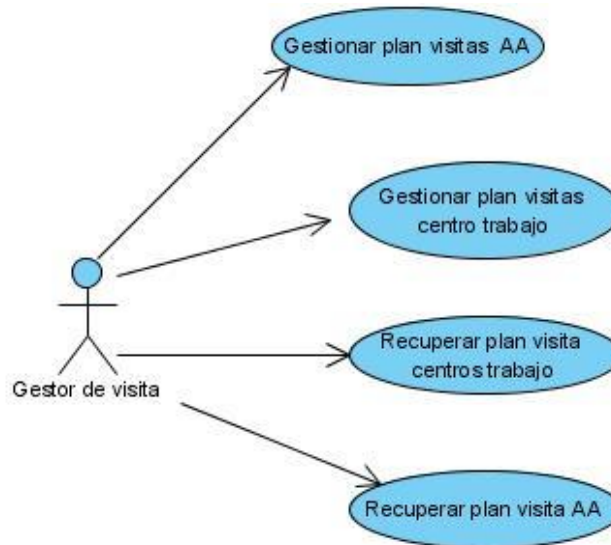 Gestionar plan visitas AA
Gestionar plan visitas
centro trabajo
Recuperar plan visita
centros trabajo
Gestor de visita
Recuperar plan visita AA